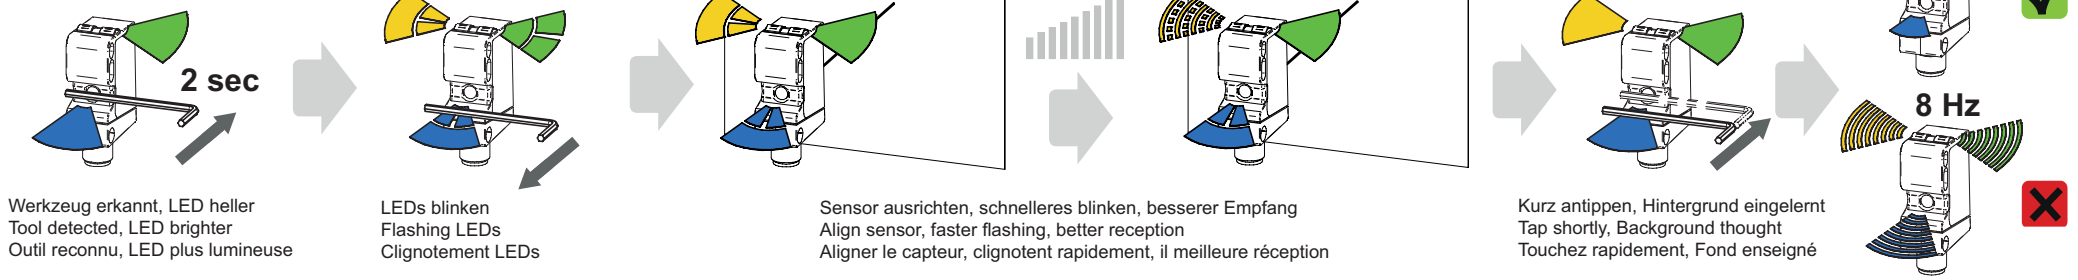 2 sec
8 Hz
Werkzeug erkannt, LED heller
Tool detected, LED brighter
Outil reconnu, LED plus lumineuse
LEDs blinken
Flashing LEDs
Clignotement LEDs
Sensor ausrichten, schnelleres blinken, besserer Empfang
Align sensor, faster flashing, better reception
Aligner le capteur, clignotent rapidement, il meilleure réception
Kurz antippen, Hintergrund eingelernt
Tap shortly, Background thought
Touchez rapidement, Fond enseigné